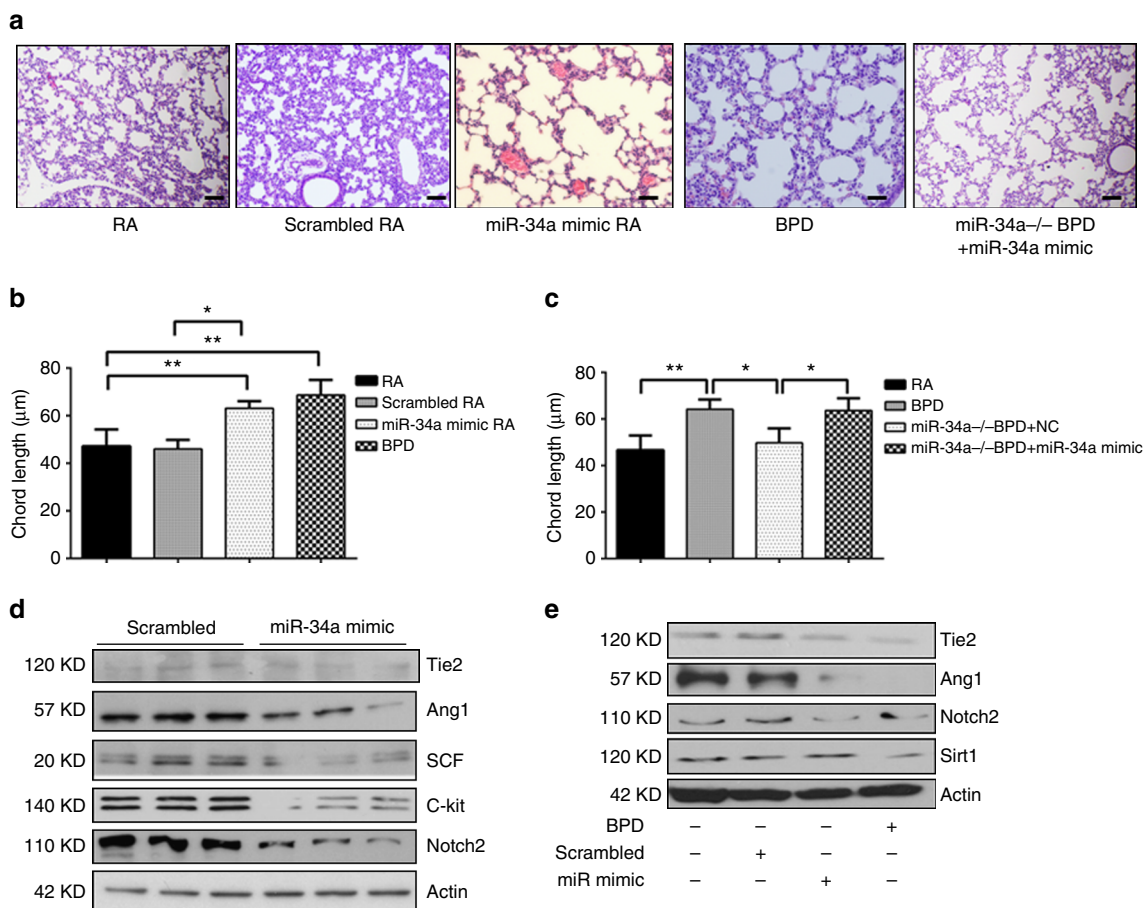 a
RA
Scrambled RA
miR-34a mimic RA
BPD
miR-34a–/– BPD
+miR-34a mimic
b
*
**
**
80
60
40
20
0
Chord length (µm)
RA
Scrambled RA
miR-34a mimic RA
BPD
c
**
*
*
80
60
40
20
0
Chord length (µm)
RA
BPD
miR-34a–/–BPD+NC
miR-34a–/–BPD+miR-34a mimic
d
Scrambled
miR-34a mimic
120 KD
Tie2
57 KD
Ang1
20 KD
SCF
140 KD
C-kit
110 KD
Notch2
42 KD
Actin
e
120 KD
Tie2
57 KD
Ang1
110 KD
Notch2
120 KD
Sirt1
42 KD
Actin
BPD – – – +
Scrambled – + – –
miR mimic – – + –